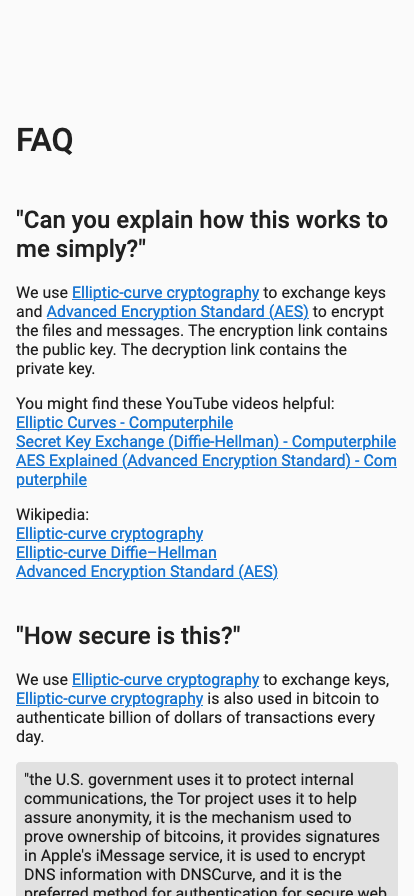 FAQ
"Can you explain how this works to
me simply?"
We use Elliptic-curve cryptography to exchange keys
and Advanced Encryption Standard (AES) to encrypt
the files and messages. The encryption link contains
the public key. The decryption link contains the
private key.
You might find these YouTube videos helpful:
Elliptic Curves - Computerphile
Secret Key Exchange (Diffie-Hellman) - Computerphile
AES Explained (Advanced Encryption Standard) - Com
puterphile
Wikipedia:
Elliptic-curve cryptography
Elliptic-curve Diffie–Hellman
Advanced Encryption Standard (AES)
"How secure is this?"
We use Elliptic-curve cryptography to exchange keys,
Elliptic-curve cryptography is also used in bitcoin to
authenticate billion of dollars of transactions every
day.
"the U.S. government uses it to protect internal
communications, the Tor project uses it to help
assure anonymity, it is the mechanism used to
prove ownership of bitcoins, it provides signatures
in Apple's iMessage service, it is used to encrypt
DNS information with DNSCurve, and it is the
preferred method for authentication for secure web